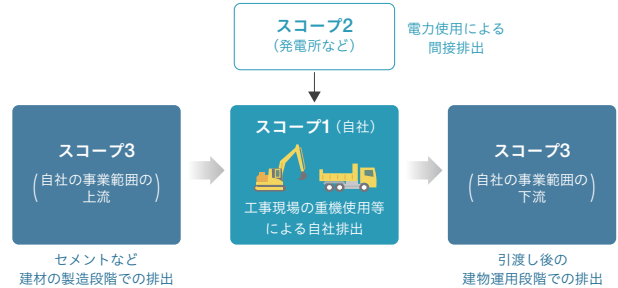 スコープ2
(発電所など)
電力使用による
間接排出
スコープ3
(自社の事業範囲の
上流)
セメントなど
建材の製造段階での排出
スコープ1(自社)
工事現場の重機使用等
による自社排出
スコープ3
(自社の事業範囲の
下流)
引渡し後の
建物運用段階での排出